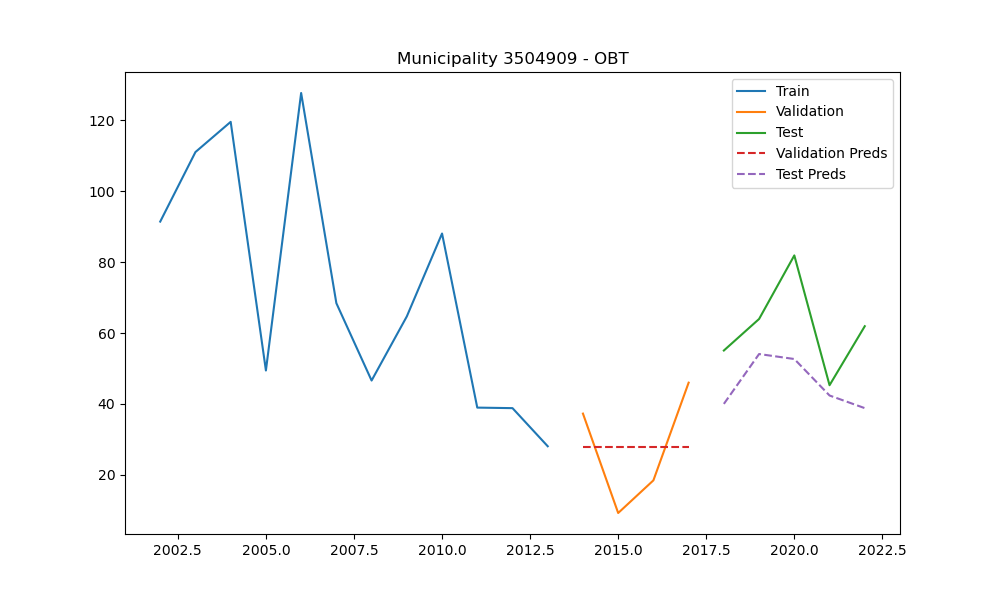 Municipality 3504909 - OBT
Train
Validation
Test
Validation Preds
Test Preds
120
100
80
60
40
20
2002.5 2005.0 2007.5 2010.0 2012.5 2015.0 2017.5 2020.0 2022.5